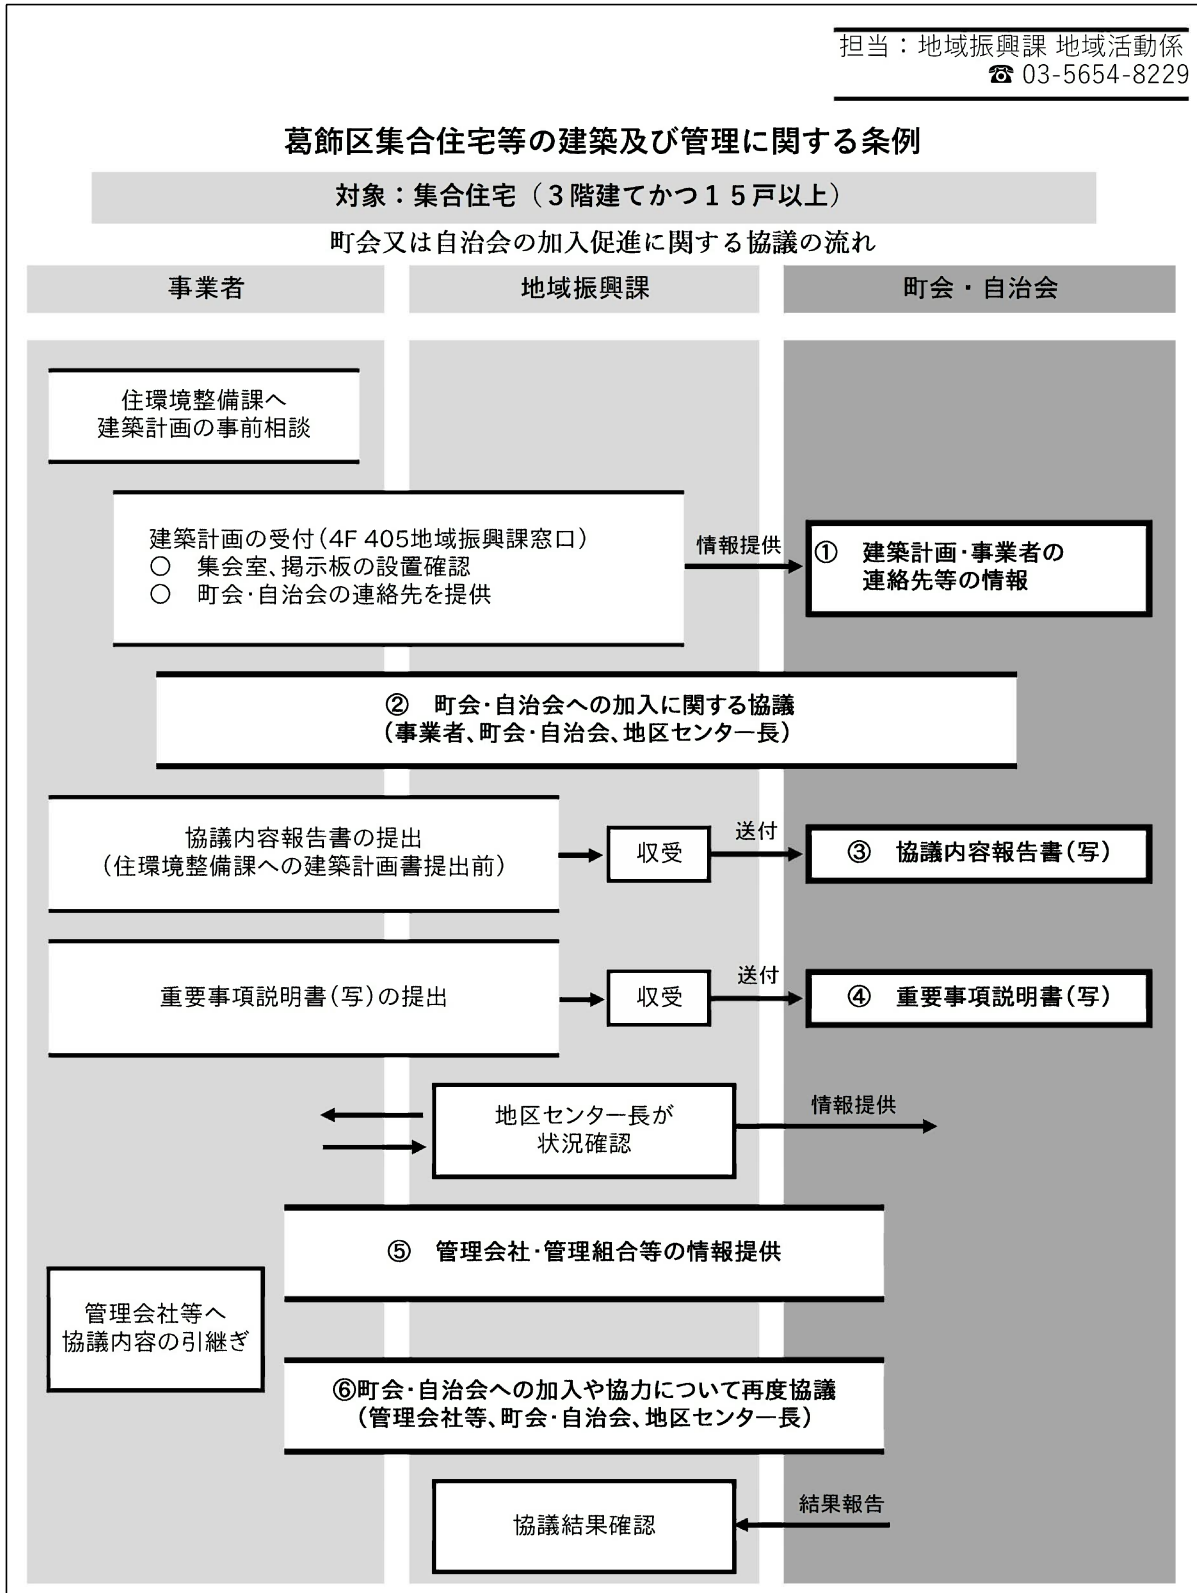 担当：地域振興課 地域活動係
☎ 03-5654-8229
葛飾区集合住宅等の建築及び管理に関する条例
対象：集合住宅（３階建てかつ１５戸以上）
町会又は自治会の加入促進に関する協議の流れ
事業者
地域振興課
町会・自治会
住環境整備課へ
建築計画の事前相談
建築計画の受付（4F 405地域振興課窓口）
○ 集会室、掲示板の設置確認
○ 町会・自治会の連絡先を提供
情報提供
① 建築計画・事業者の
連絡先等の情報
② 町会・自治会への加入に関する協議
（事業者、町会・自治会、地区センター長）
協議内容報告書の提出
（住環境整備課への建築計画書提出前）
収受
送付
③ 協議内容報告書（写）
重要事項説明書（写）の提出
収受
送付
④ 重要事項説明書（写）
地区センター長が
状況確認
情報提供
⑤ 管理会社・管理組合等の情報提供
管理会社等へ
協議内容の引継ぎ
⑥町会・自治会への加入や協力について再度協議
（管理会社等、町会・自治会、地区センター長）
協議結果確認
結果報告